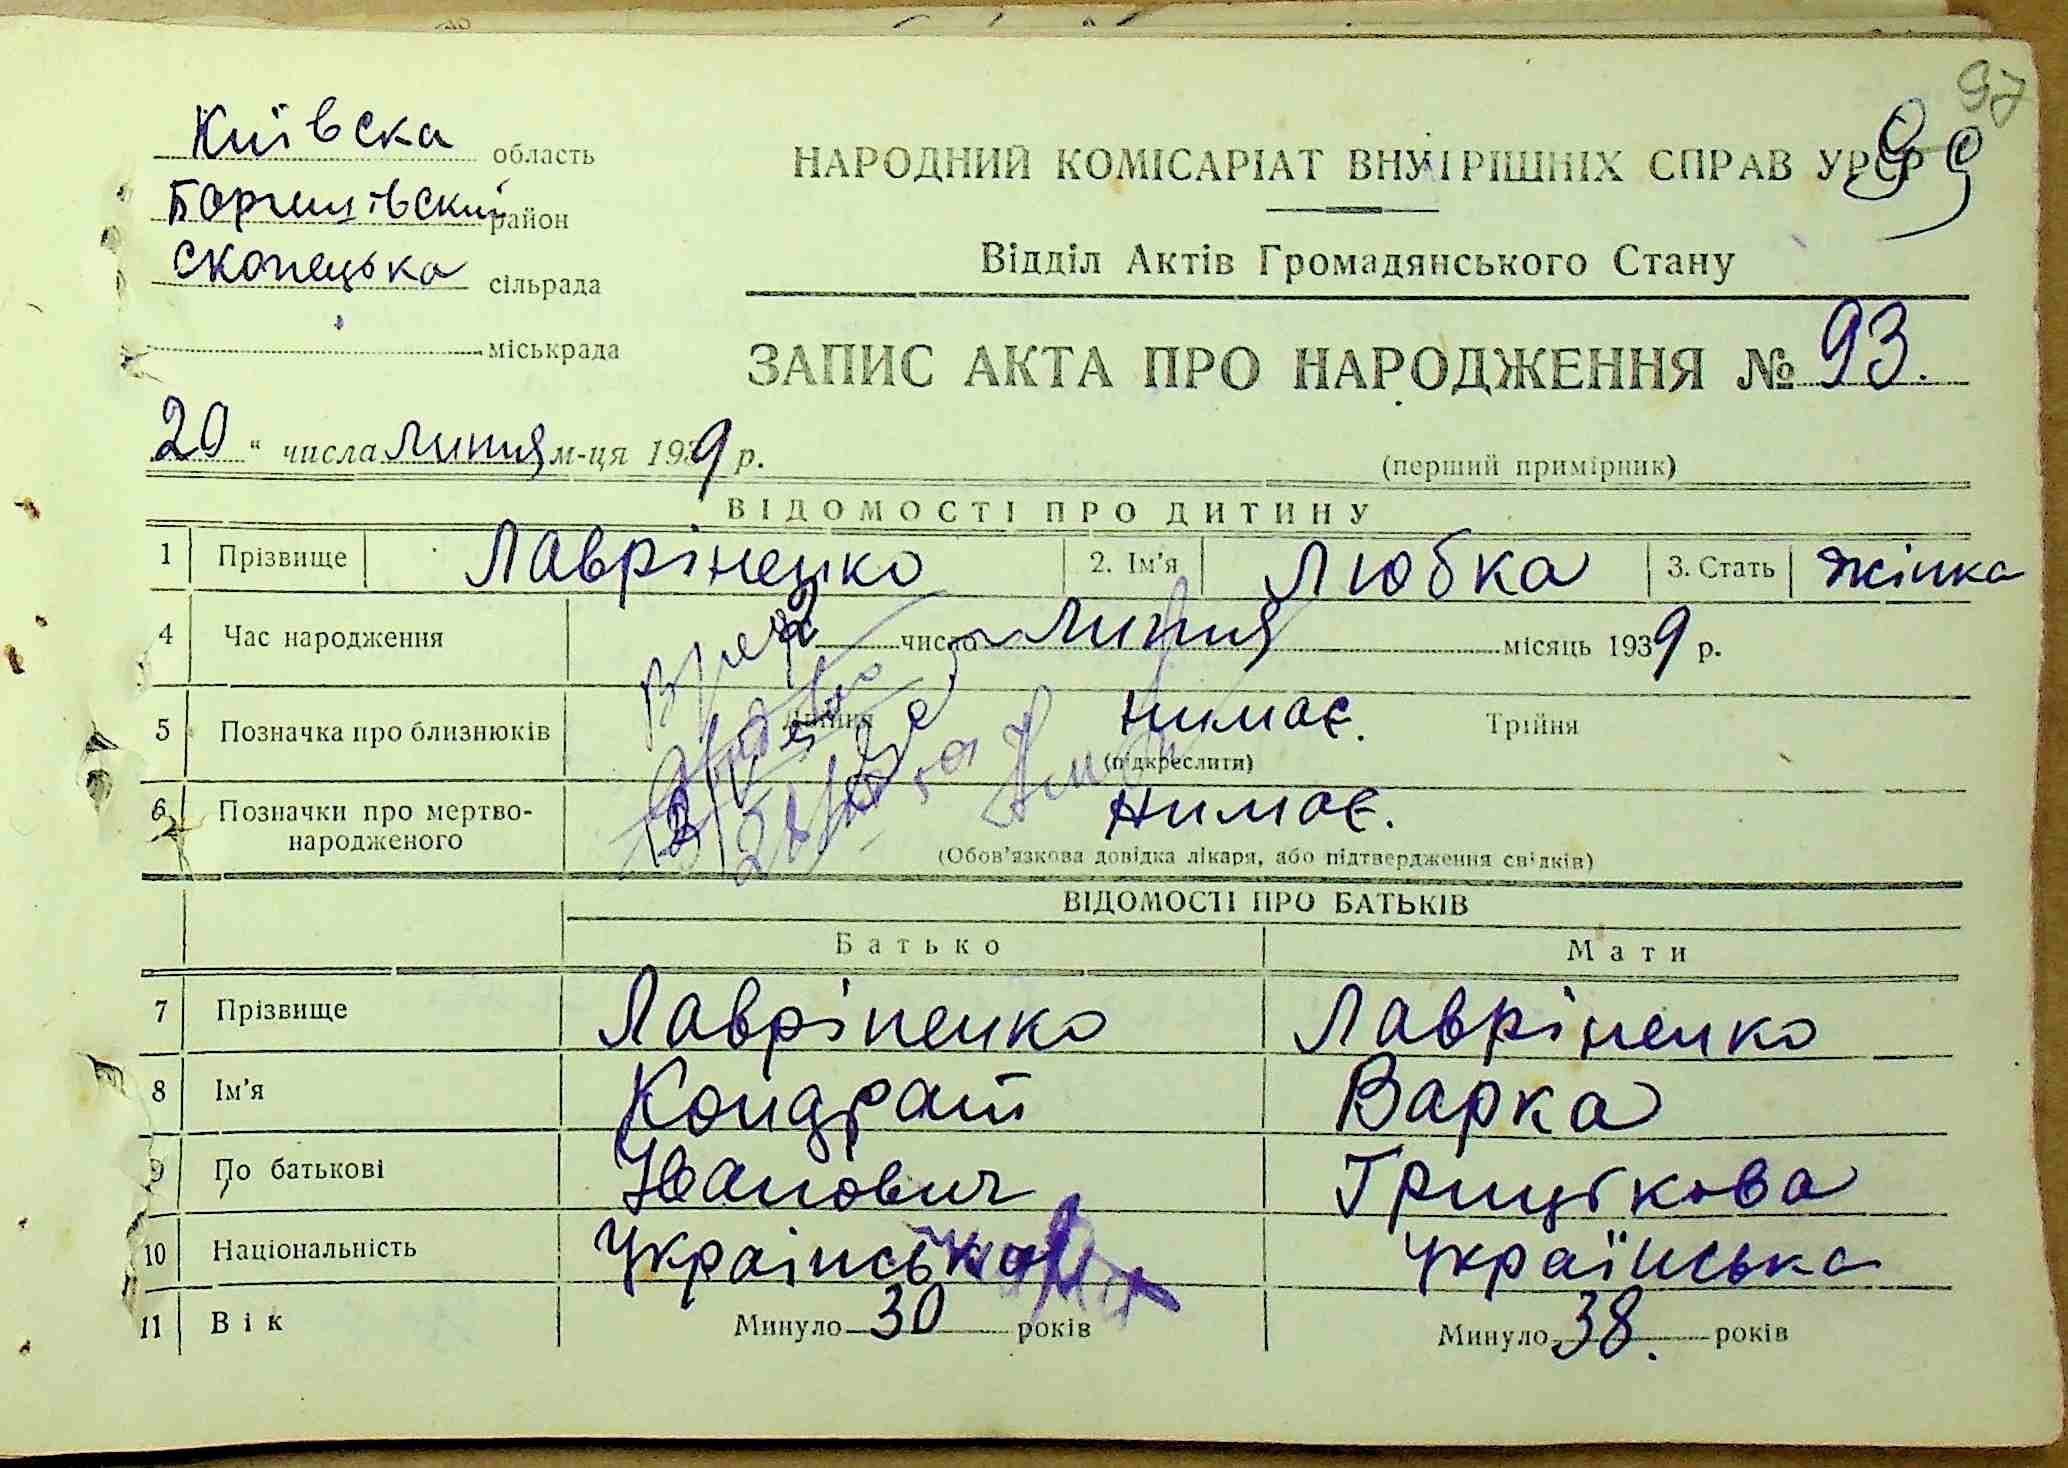 97
99
Київска область
НАРОДНИЙ КОМІСАРІАТ ВНУТРІШНІХ СПРАВ УРСР
район
Відділ Актів Громадянського Стану
Скопецька сільрада
міськрада
ЗАПИС АКТА ПРО НАРОДЖЕННЯ № 93.
20 " числа Липня м-ця 1939 р.
(перший примірник)
ВІДОМОСТІ ПРО ДИТИНУ
1 Прізвище Лаврінецко 2. Ім'я Любка 3. Стать жінка
4 Час народження число Липня місяць 1939 р.
5 Позначка про близнюків Двійня нимає. Трійня
(підкреслити)
6 Позначки про мертво-
народженого нимає.
(Обов'язкова довідка лікаря, або підтвердження свідків)
ВІДОМОСТІ ПРО БАТЬКІВ
Батько Мати
7 Прізвище Лавріненко Лавріненко
8 Ім'я Кондрат Варка
9 По батькові Іванович Грицькова
10 Національність Українська Українська
11 Вік Минуло 30 років Минуло 38. років